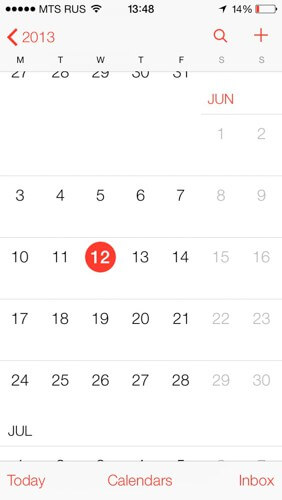 MTS RUS 13:48 14%
2013
M T W T F S S
27 28 29 30 31
JUN
1 2
3 4 5 6 7 8 9
10 11 12 13 14 15 16
17 18 19 20 21 22 23
24 25 26 27 28 29 30
JUL
Today Calendars Inbox